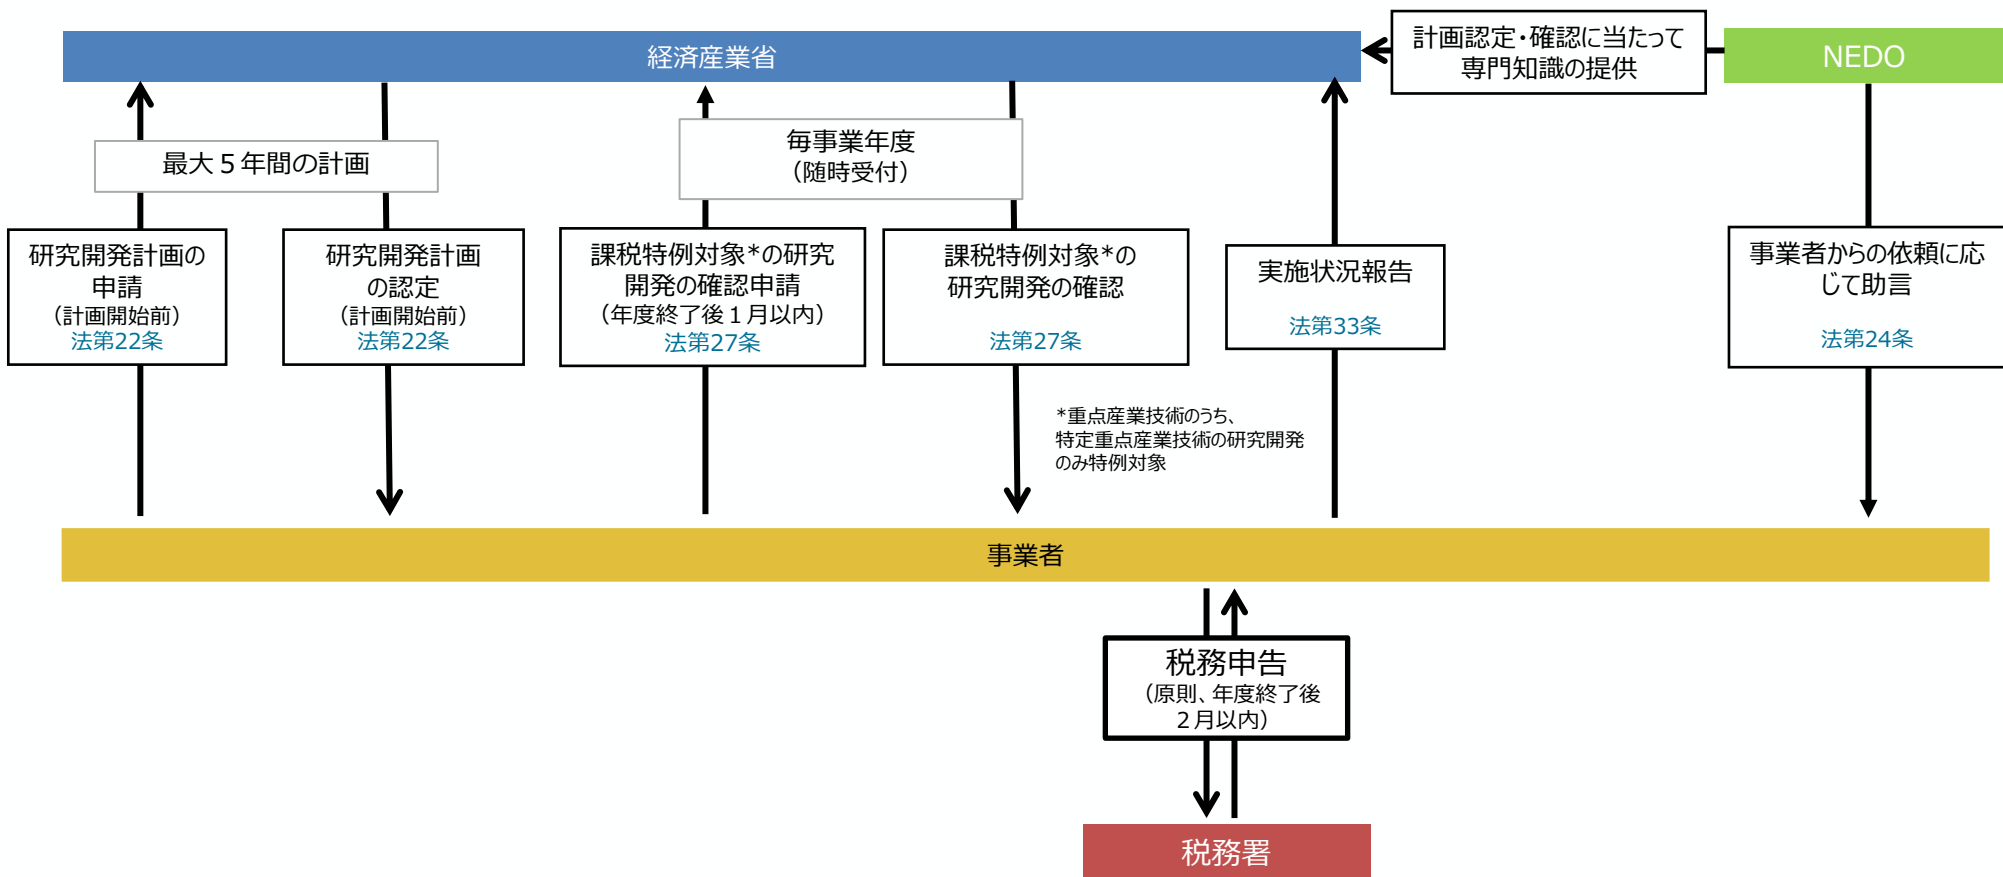 経済産業省
計画認定・確認に当たって
専門知識の提供
NEDO
最大５年間の計画
毎事業年度
（随時受付）
研究開発計画の
申請
（計画開始前）
法第22条
研究開発計画
の認定
（計画開始前）
法第22条
課税特例対象*の研究
開発の確認申請
（年度終了後１月以内）
法第27条
課税特例対象*の
研究開発の確認
法第27条
実施状況報告
法第33条
事業者からの依頼に応
じて助言
法第24条
*重点産業技術のうち、
特定重点産業技術の研究開発
のみ特例対象
事業者
税務申告
（原則、年度終了後
２月以内）
税務署